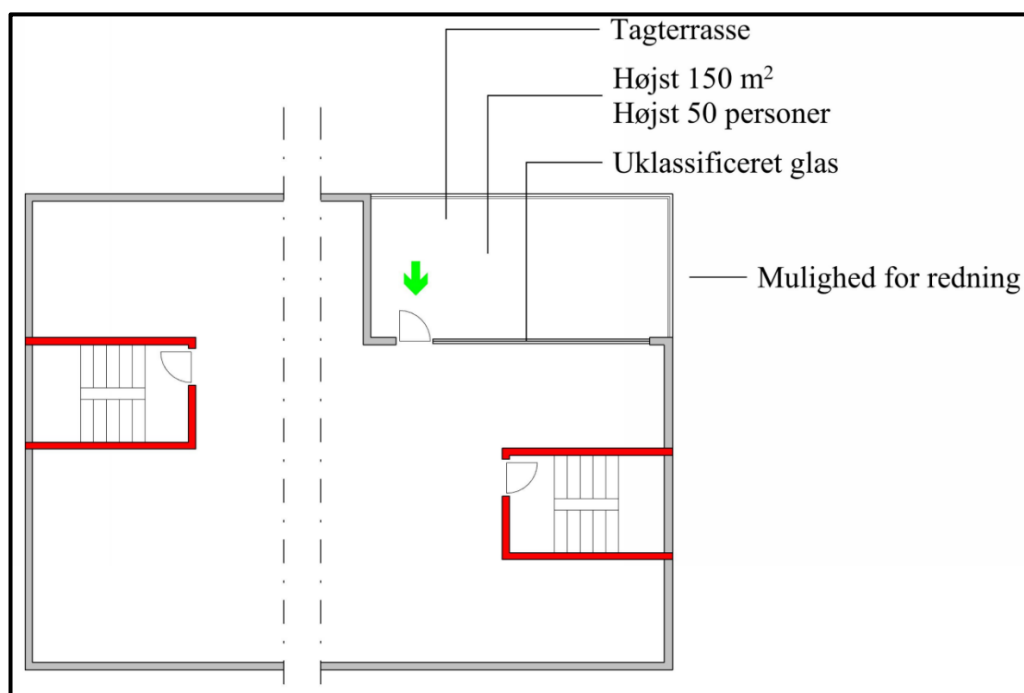 Tagterrasse
Højst 150 m²
Højst 50 personer
Uklassificeret glas
Mulighed for redning